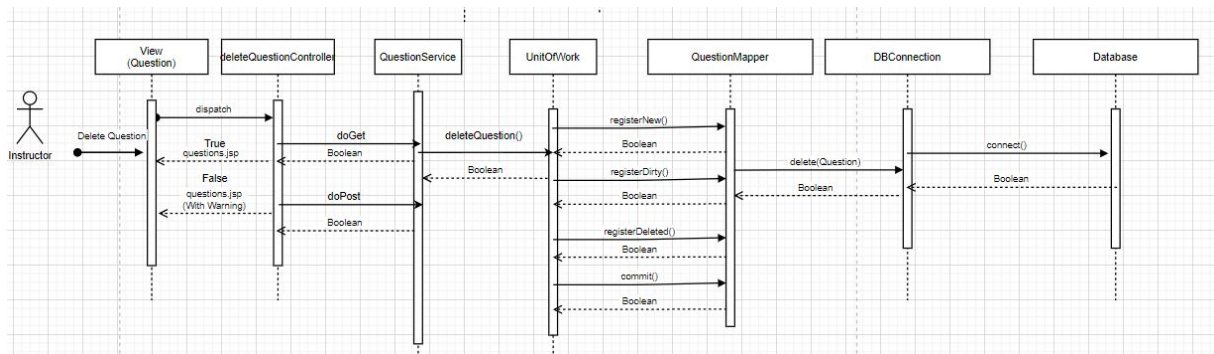 View
(Question)
deleteQuestionController
QuestionService
UnitOfWork
QuestionMapper
DBConnection
Database
Instructor
Delete Question
dispatch
True
questions.jsp
False
questions.jsp
(With Warning)
doGet
Boolean
doPost
Boolean
deleteQuestion()
Boolean
registerNew()
Boolean
registerDirty()
Boolean
registerDeleted()
Boolean
commit()
Boolean
delete(Question)
Boolean
connect()
Boolean